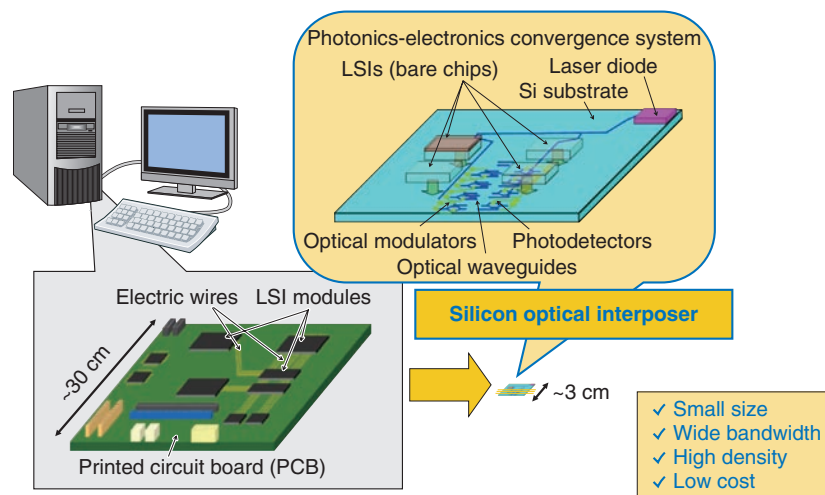 Photonics-electronics convergence system
LSIs (bare chips)
Laser diode
Si substrate
Optical modulators
Photodetectors
Optical waveguides
Electric wires
LSI modules
Silicon optical interposer
~30 cm
~3 cm
Printed circuit board (PCB)
✓ Small size
✓ Wide bandwidth
✓ High density
✓ Low cost